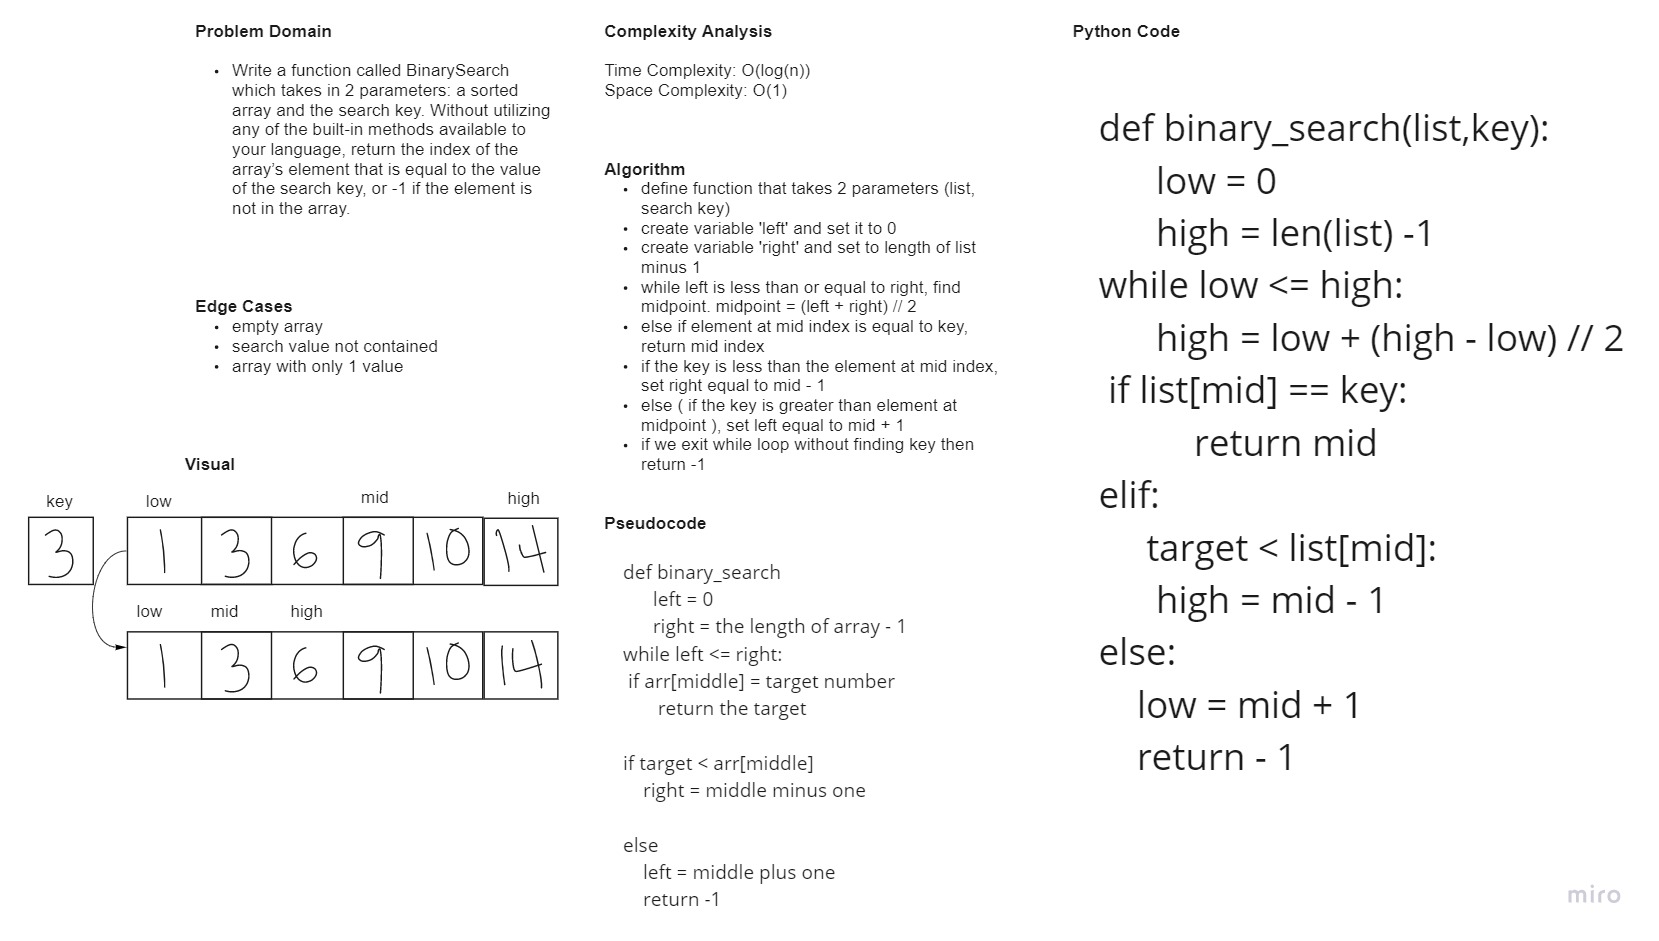 Problem Domain
• Write a function called BinarySearch
which takes in 2 parameters: a sorted
array and the search key. Without utilizing
any of the built-in methods available to
your language, return the index of the
array’s element that is equal to the value
of the search key, or -1 if the element is
not in the array.
Edge Cases
• empty array
• search value not contained
• array with only 1 value
Visual
key low mid high
3 1 3 6 9 10 14
low mid high
1 3 6 9 10 14
Complexity Analysis
Time Complexity: O(log(n))
Space Complexity: O(1)
Algorithm
• define function that takes 2 parameters (list,
search key)
• create variable 'left' and set it to 0
• create variable 'right' and set to length of list
minus 1
• while left is less than or equal to right, find
midpoint. midpoint = (left + right) // 2
• else if element at mid index is equal to key,
return mid index
• if the key is less than the element at mid index,
set right equal to mid - 1
• else ( if the key is greater than element at
midpoint ), set left equal to mid + 1
• if we exit while loop without finding key then
return -1
Pseudocode
def binary_search
left = 0
right = the length of array - 1
while left <= right:
if arr[middle] = target number
return the target
if target < arr[middle]
right = middle minus one
else
left = middle plus one
return -1
Python Code
def binary_search(list,key):
low = 0
high = len(list) -1
while low <= high:
high = low + (high - low) // 2
if list[mid] == key:
return mid
elif:
target < list[mid]:
high = mid - 1
else:
low = mid + 1
return - 1
miro